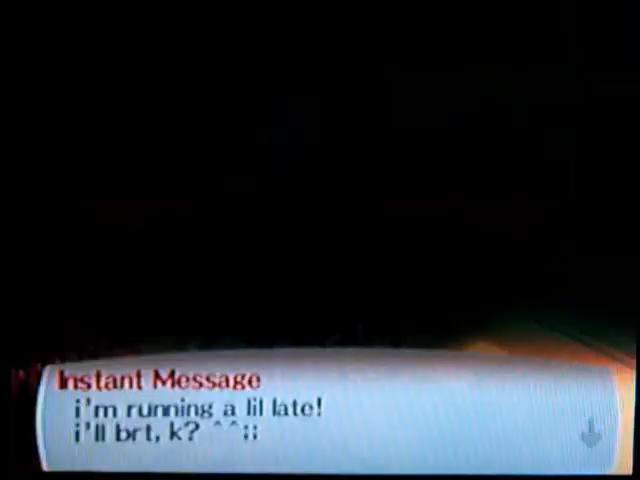 Instant Message
i'm running a lil late!
i'll brt, k? ^^;;